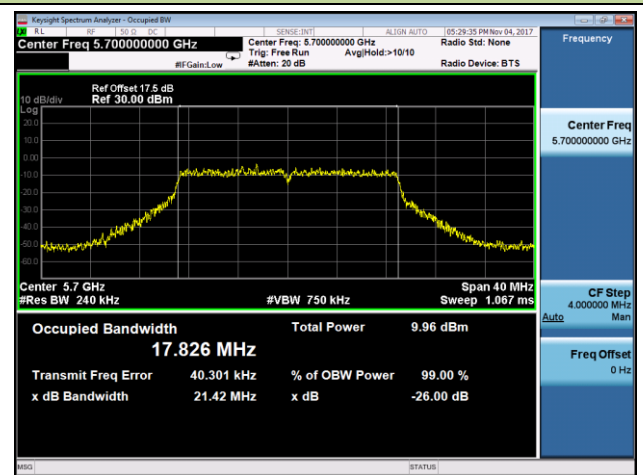 Keysight Spectrum Analyzer - Occupied BW
RL RF 50 Ω DC SENSE:INT ALIGN AUTO 05:29:35 PM Nov 04, 2017
Center Freq 5.700000000 GHz
Center Freq: 5.700000000 GHz
Radio Std: None
Trig: Free Run Avg|Hold:>10/10
#IFGain:Low
#Atten: 20 dB
Radio Device: BTS
Frequency
Ref Offset 17.5 dB
10 dB/div Ref 30.00 dBm
Log
20.0
10.0
0.00
-10.0
-20.0
-30.0
-40.0
-50.0
-60.0
Center Freq
5.700000000 GHz
Center 5.7 GHz Span 40 MHz
#Res BW 240 kHz #VBW 750 kHz Sweep 1.067 ms
CF Step
4.000000 MHz
Auto Man
Occupied Bandwidth Total Power 9.96 dBm
17.826 MHz
Freq Offset
0 Hz
Transmit Freq Error 40.301 kHz % of OBW Power 99.00 %
x dB Bandwidth 21.42 MHz x dB -26.00 dB
MSG STATUS